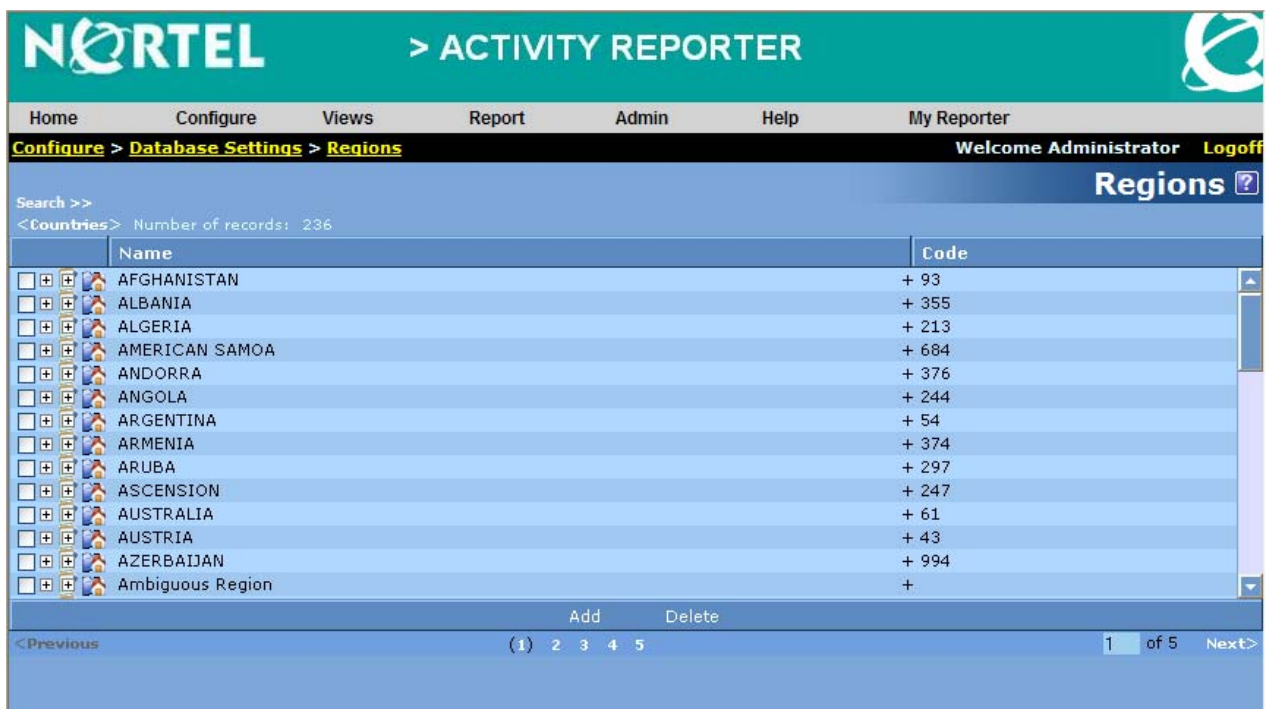 NORTEL > ACTIVITY REPORTER
Home Configure Views Report Admin Help My Reporter
Configure > Database Settings > Regions Welcome Administrator Logoff
Regions ?
Search >>
<Countries> Number of records: 236
Name Code
AFGHANISTAN + 93
ALBANIA + 355
ALGERIA + 213
AMERICAN SAMOA + 684
ANDORRA + 376
ANGOLA + 244
ARGENTINA + 54
ARMENIA + 374
ARUBA + 297
ASCENSION + 247
AUSTRALIA + 61
AUSTRIA + 43
AZERBAIJAN + 994
Ambiguous Region +
Add Delete
<Previous (1) 2 3 4 5 1 of 5 Next>